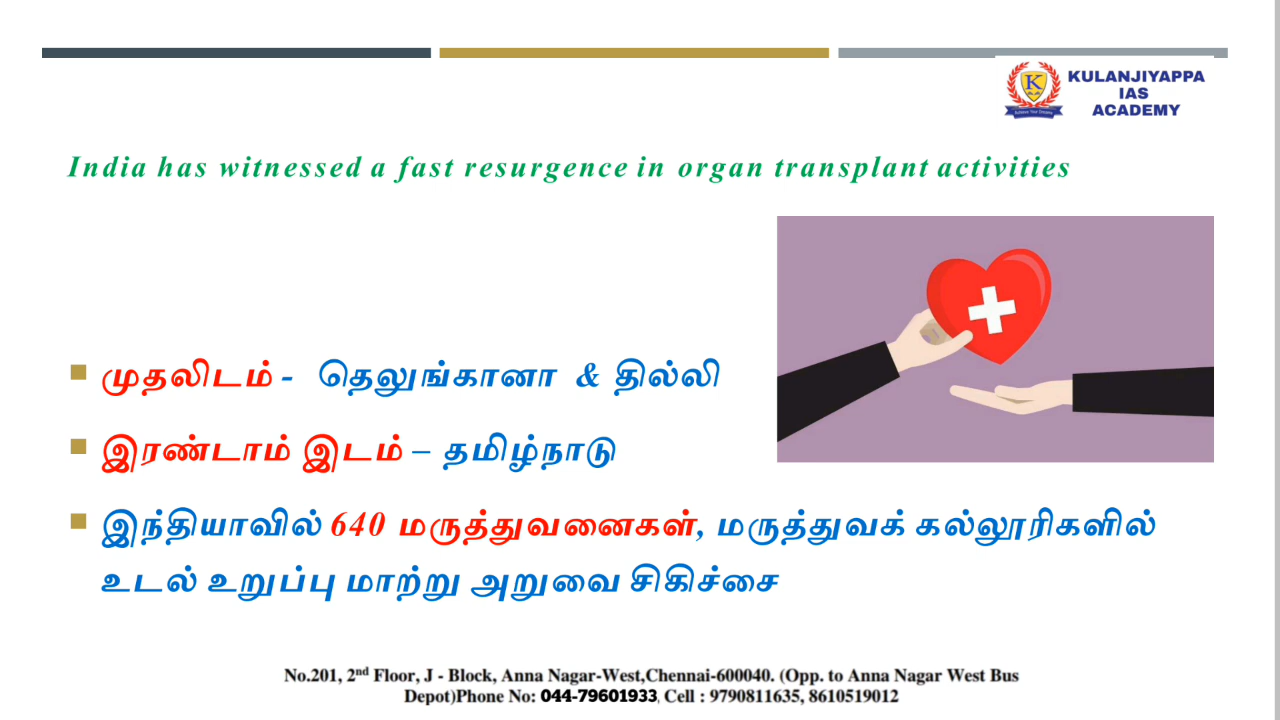 KULANJIYAPPA
IAS
ACADEMY
India has witnessed a fast resurgence in organ transplant activities
முதலிடம் - தெலுங்கானா & தில்லி
இரண்டாம் இடம் – தமிழ்நாடு
இந்தியாவில் 640 மருத்துவனைகள், மருத்துவக் கல்லூரிகளில்
உடல் உறுப்பு மாற்று அறுவை சிகிச்சை
No.201, 2nd Floor, J - Block, Anna Nagar-West,Chennai-600040. (Opp. to Anna Nagar West Bus
Depot)Phone No: 044-79601933, Cell : 9790811635, 8610519012